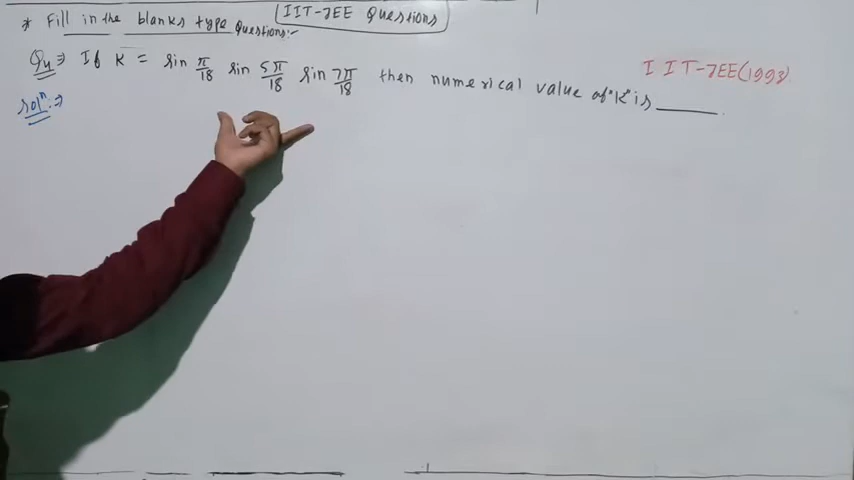 * Fill in the blanks type Questions:- IIT-JEE Questions
Q4 ⇒ If K = sin π/18 sin 5π/18 sin 7π/18 then numerical value of "K" is ______.
IIT-JEE(1993).
Solⁿ:⇒